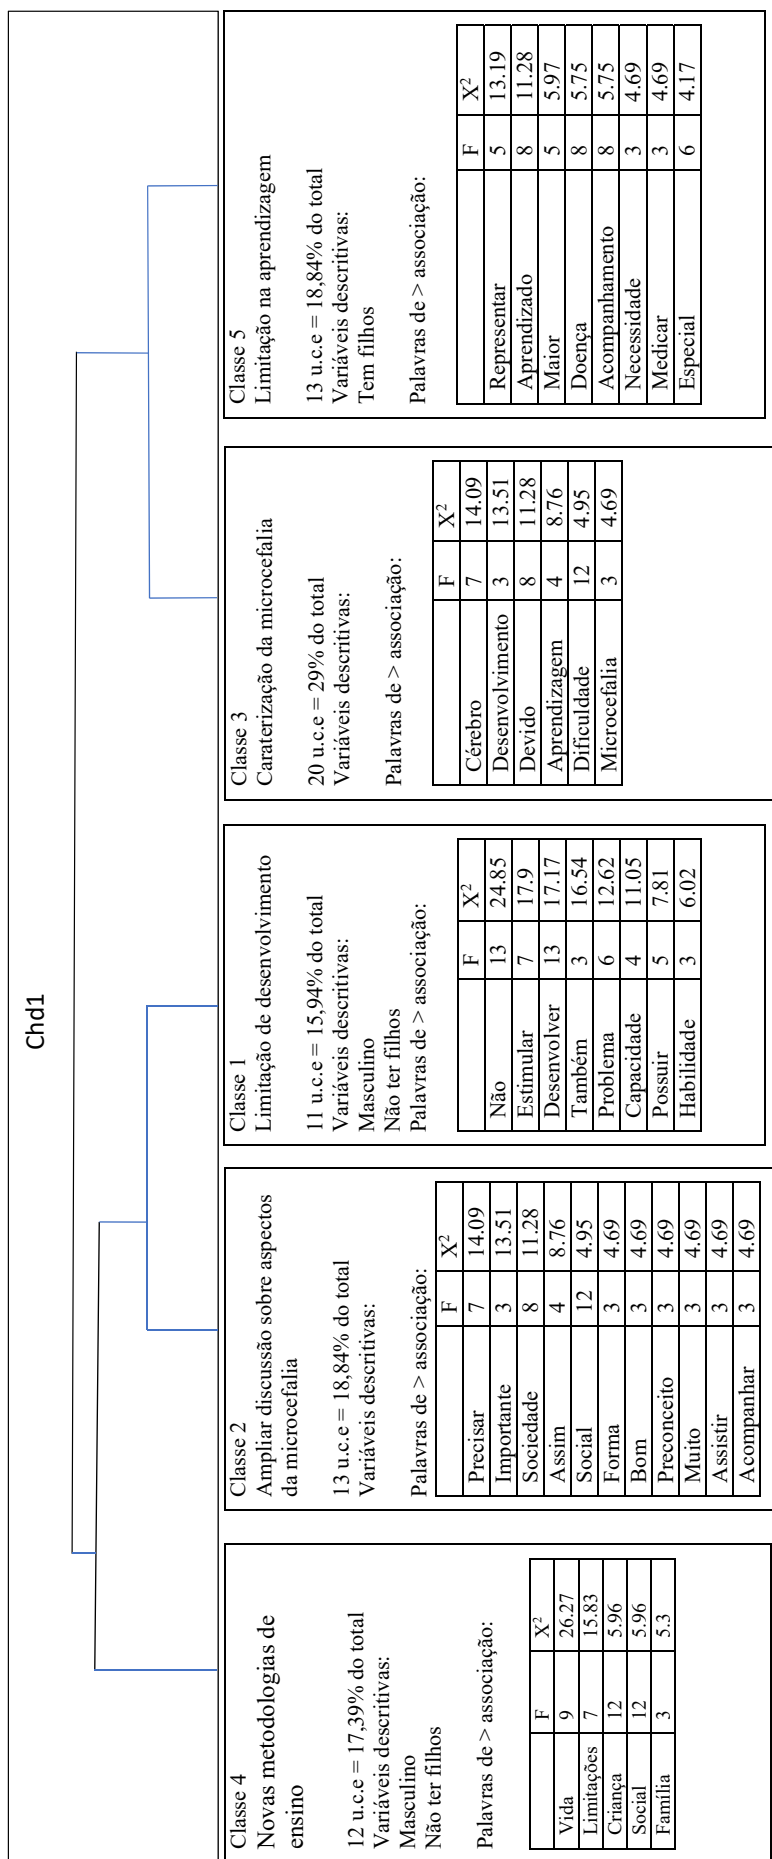 Chd1
Classe 4
Novas metodologias de
ensino
12 u.c.e = 17,39% do total
Variáveis descritivas:
Masculino
Não ter filhos
Palavras de > associação:
F X²
Vida 9 26.27
Limitações 7 15.83
Criança 12 5.96
Social 12 5.96
Família 3 5.3
Classe 2
Ampliar discussão sobre aspectos
da microcefalia
13 u.c.e = 18,84% do total
Variáveis descritivas:
Palavras de > associação:
F X²
Precisar 7 14.09
Importante 3 13.51
Sociedade 8 11.28
Assim 4 8.76
Social 12 4.95
Forma 3 4.69
Bom 3 4.69
Preconceito 3 4.69
Muito 3 4.69
Assistir 3 4.69
Acompanhar 3 4.69
Classe 1
Limitação de desenvolvimento
11 u.c.e = 15,94% do total
Variáveis descritivas:
Masculino
Não ter filhos
Palavras de > associação:
F X²
Não 13 24.85
Estimular 7 17.9
Desenvolver 13 17.17
Também 3 16.54
Problema 6 12.62
Capacidade 4 11.05
Possuir 5 7.81
Habilidade 3 6.02
Classe 3
Caraterização da microcefalia
20 u.c.e = 29% do total
Variáveis descritivas:
Palavras de > associação:
F X²
Cérebro 7 14.09
Desenvolvimento 3 13.51
Devido 8 11.28
Aprendizagem 4 8.76
Dificuldade 12 4.95
Microcefalia 3 4.69
Classe 5
Limitação na aprendizagem
13 u.c.e = 18,84% do total
Variáveis descritivas:
Tem filhos
Palavras de > associação:
F X²
Representar 5 13.19
Aprendizado 8 11.28
Maior 5 5.97
Doença 8 5.75
Acompanhamento 8 5.75
Necessidade 3 4.69
Medicar 3 4.69
Especial 6 4.17